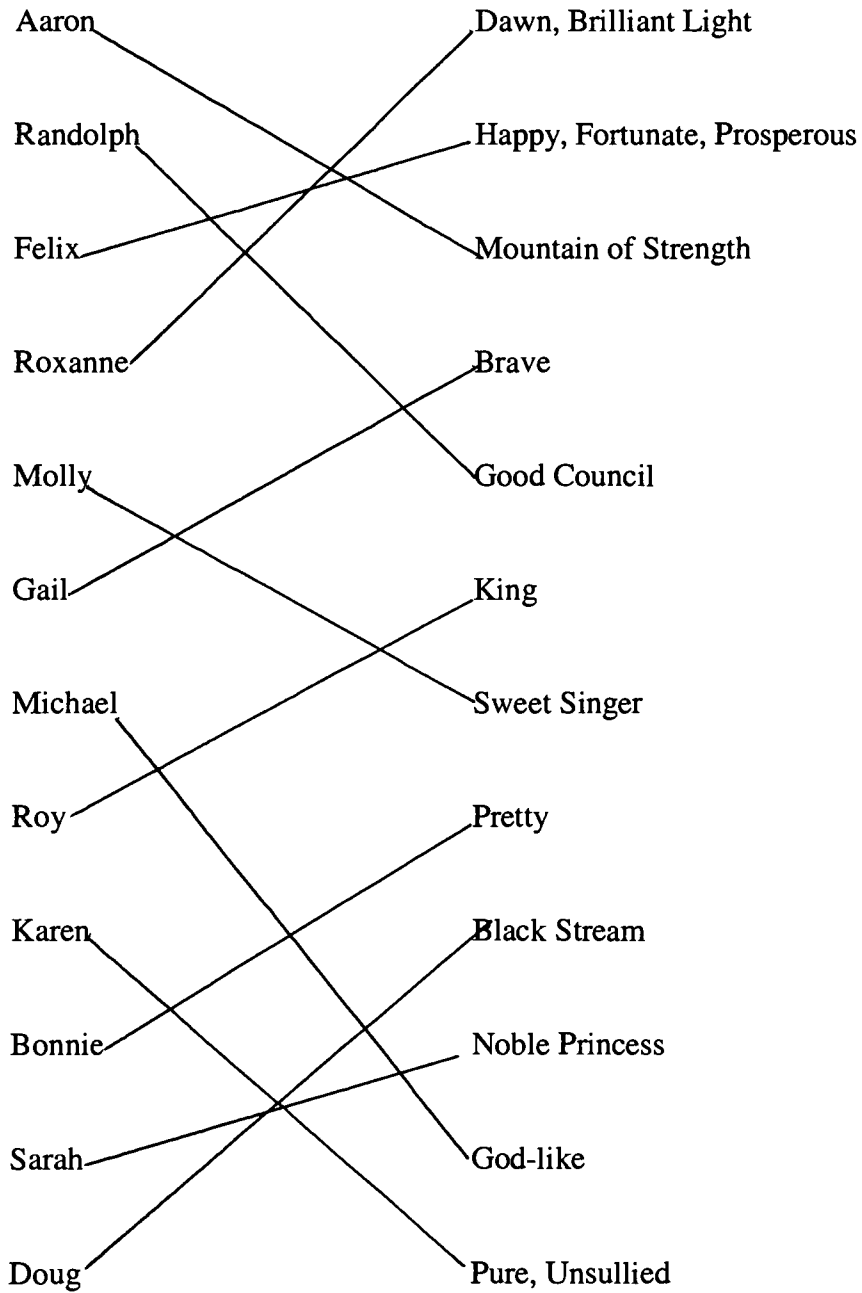 Aaron Dawn, Brilliant Light
Randolph Happy, Fortunate, Prosperous
Felix Mountain of Strength
Roxanne Brave
Molly Good Council
Gail King
Michael Sweet Singer
Roy Pretty
Karen Black Stream
Bonnie Noble Princess
Sarah God-like
Doug Pure, Unsullied